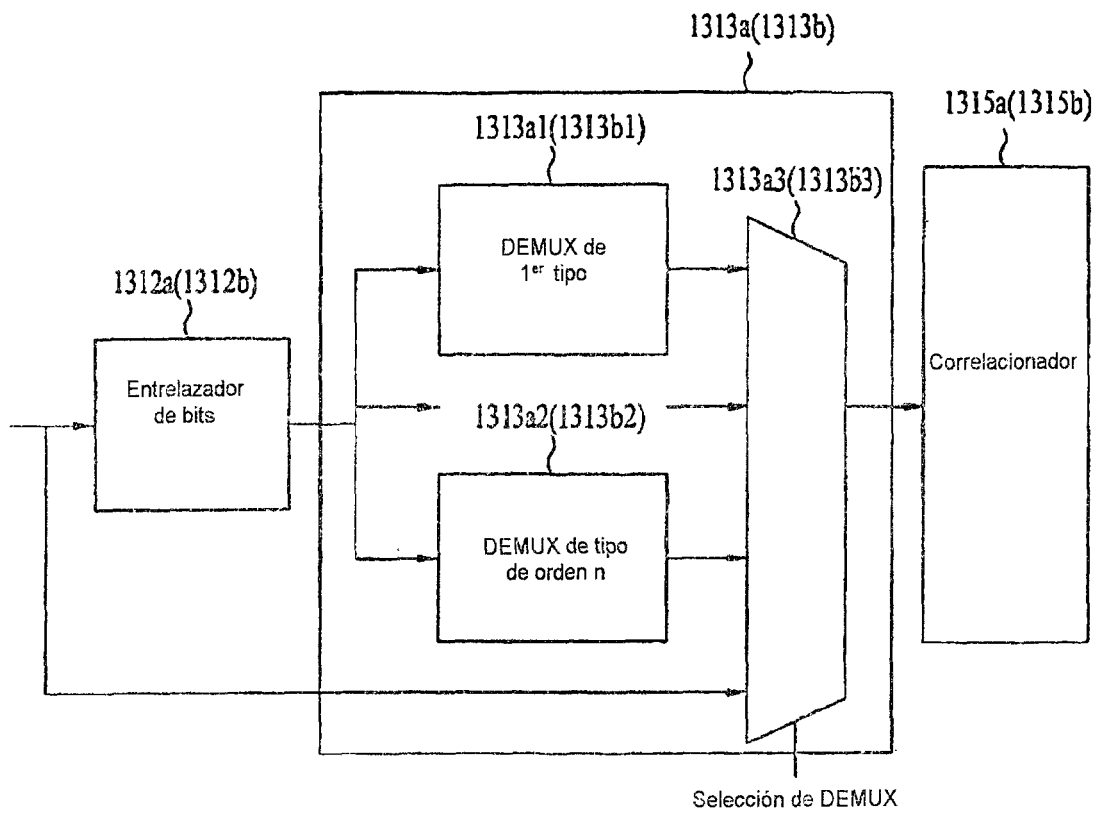 1313a(1313b)
1315a(1315b)
1313a1(1313b1)
1313a3(1313b3)
DEMUX de
1er tipo
1312a(1312b)
Entrelazador
de bits
Correlacionador
1313a2(1313b2)
DEMUX de tipo
de orden n
Selección de DEMUX